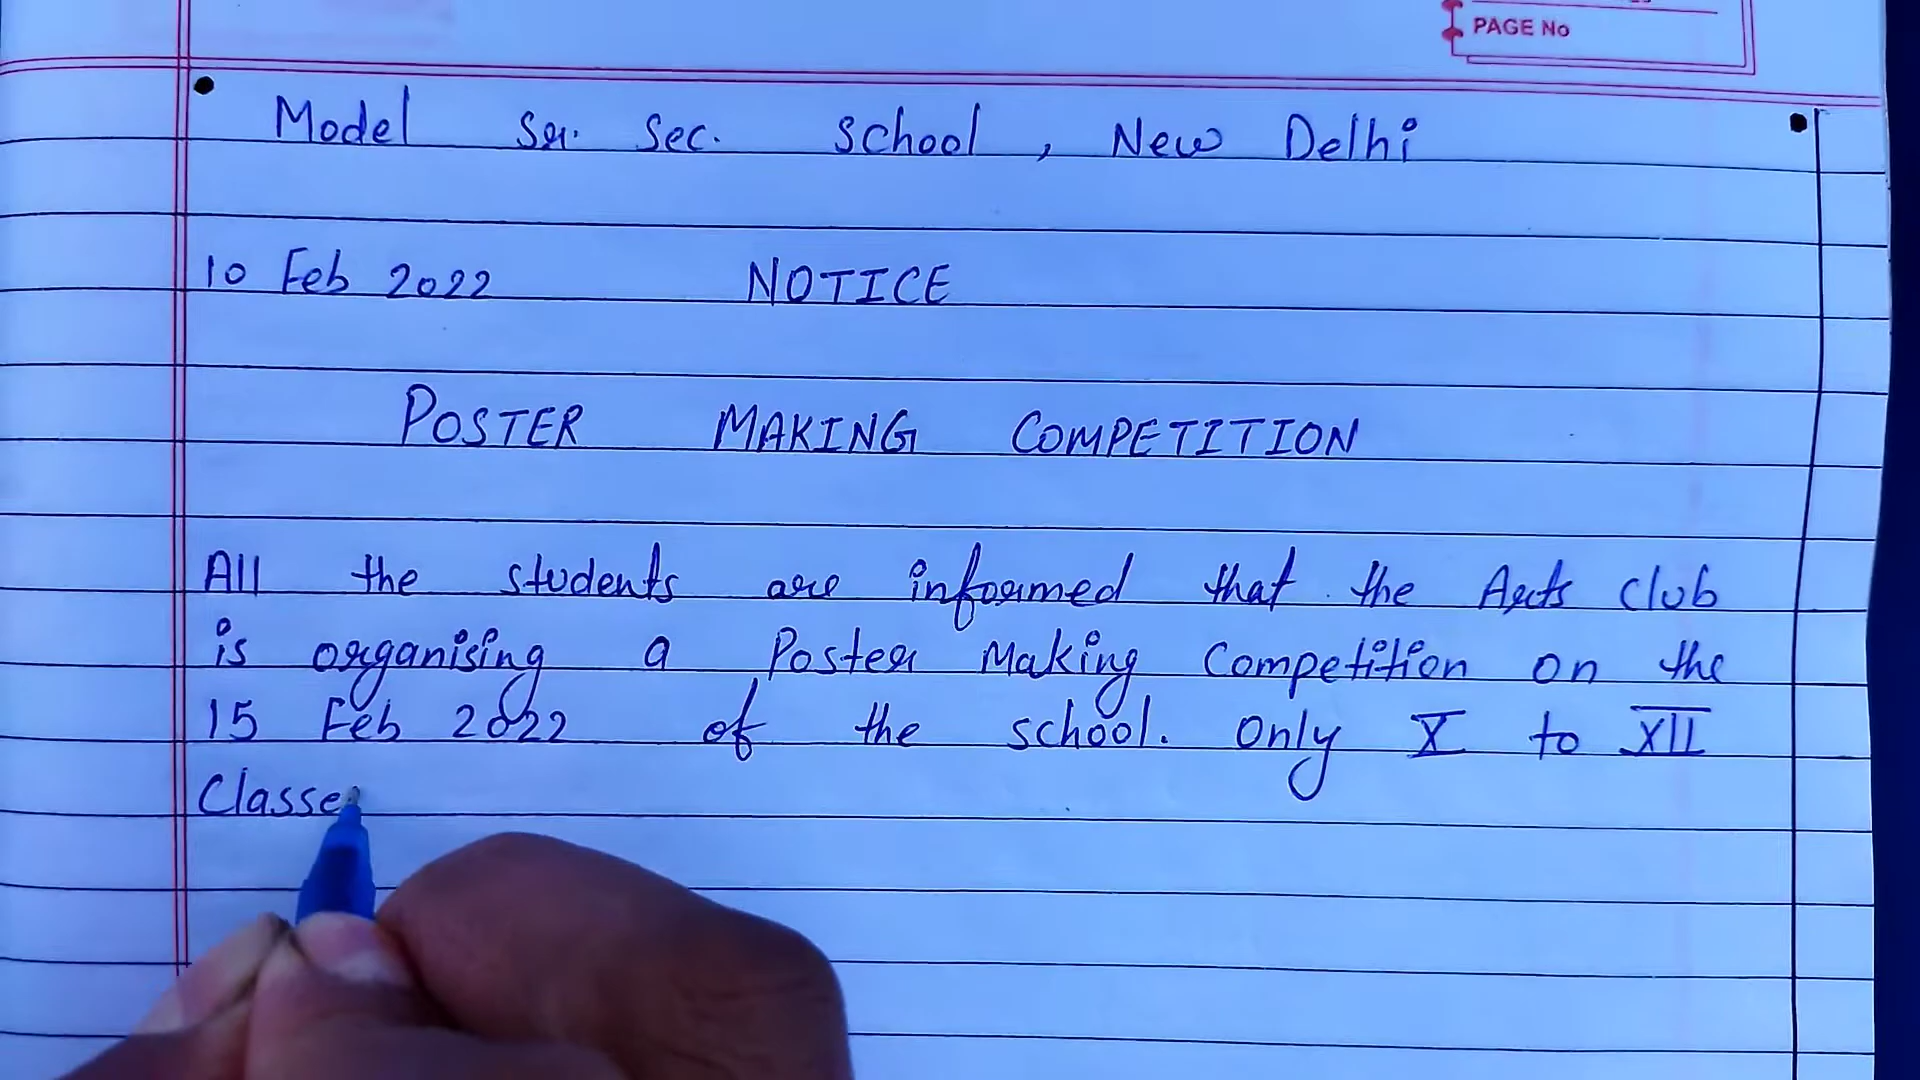 PAGE No
Model Sr. Sec. School, New Delhi
10 Feb 2022 NOTICE
POSTER MAKING COMPETITION
All the students are informed that the Arts club
is organising a Poster Making Competition on the
15 Feb 2022 of the school. Only X to XII
Classe